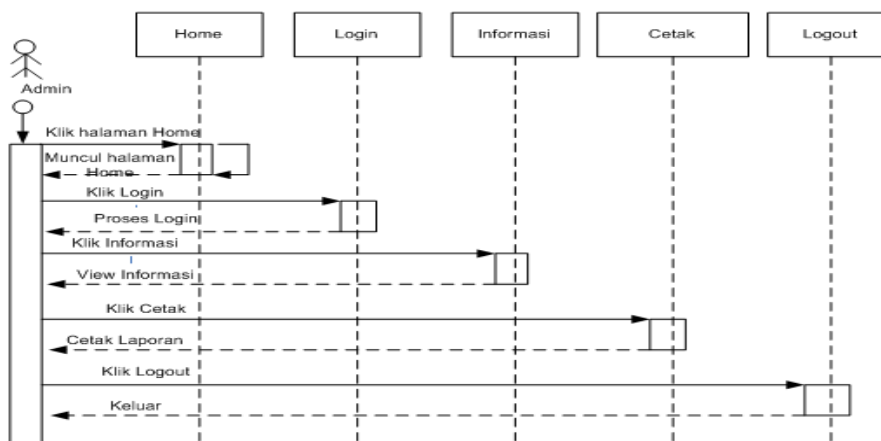 Home
Login
Informasi
Cetak
Logout
Admin
Klik halaman Home
Muncul halaman
Home
Klik Login
Proses Login
Klik Informasi
View Informasi
Klik Cetak
Cetak Laporan
Klik Logout
Keluar